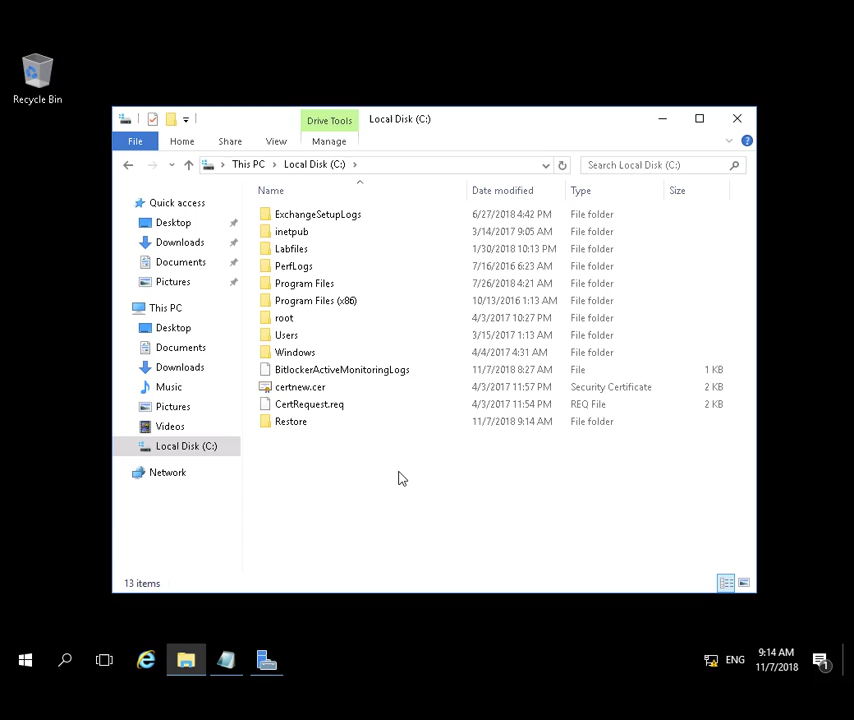 Recycle Bin
Drive Tools
Local Disk (C:)
File
Home
Share
View
Manage
This PC
Local Disk (C:)
Search Local Disk (C:)
Name
Date modified
Type
Size
Quick access
Desktop
Downloads
Documents
Pictures
This PC
Desktop
Documents
Downloads
Music
Pictures
Videos
Local Disk (C:)
Network
ExchangeSetupLogs 6/27/2018 4:42 PM File folder
inetpub 3/14/2017 9:05 AM File folder
Labfiles 1/30/2018 10:13 PM File folder
PerfLogs 7/16/2016 6:23 AM File folder
Program Files 7/26/2018 4:21 AM File folder
Program Files (x86) 10/13/2016 1:13 AM File folder
root 4/3/2017 10:27 PM File folder
Users 3/15/2017 1:13 AM File folder
Windows 4/4/2017 4:31 AM File folder
BitlockerActiveMonitoringLogs 11/7/2018 8:27 AM File 1 KB
certnew.cer 4/3/2017 11:57 PM Security Certificate 2 KB
CertRequest.req 4/3/2017 11:54 PM REQ File 2 KB
Restore 11/7/2018 9:14 AM File folder
13 items
ENG
9:14 AM
11/7/2018
1